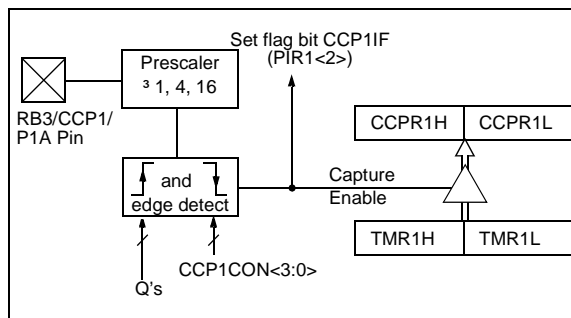 Set flag bit CCP1IF
(PIR1<2>)
Prescaler
³ 1, 4, 16
RB3/CCP1/
P1A Pin
CCPR1H
CCPR1L
and
edge detect
Capture
Enable
TMR1H
TMR1L
CCP1CON<3:0>
Q's